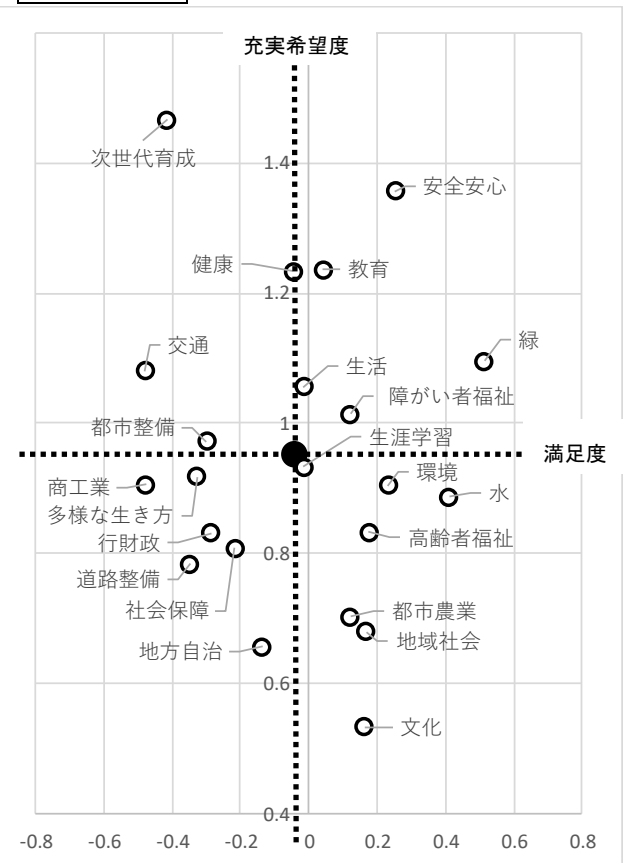 充実希望度
次世代育成
1.4
安全安心
健康
教育
1.2
交通
緑
生活
障がい者福祉
都市整備
1
生涯学習
満足度
環境
商工業
水
多様な生き方
行財政
高齢者福祉
0.8
道路整備
社会保障
都市農業
地域社会
地方自治
0.6
文化
0.4
-0.8 -0.6 -0.4 -0.2 0 0.2 0.4 0.6 0.8